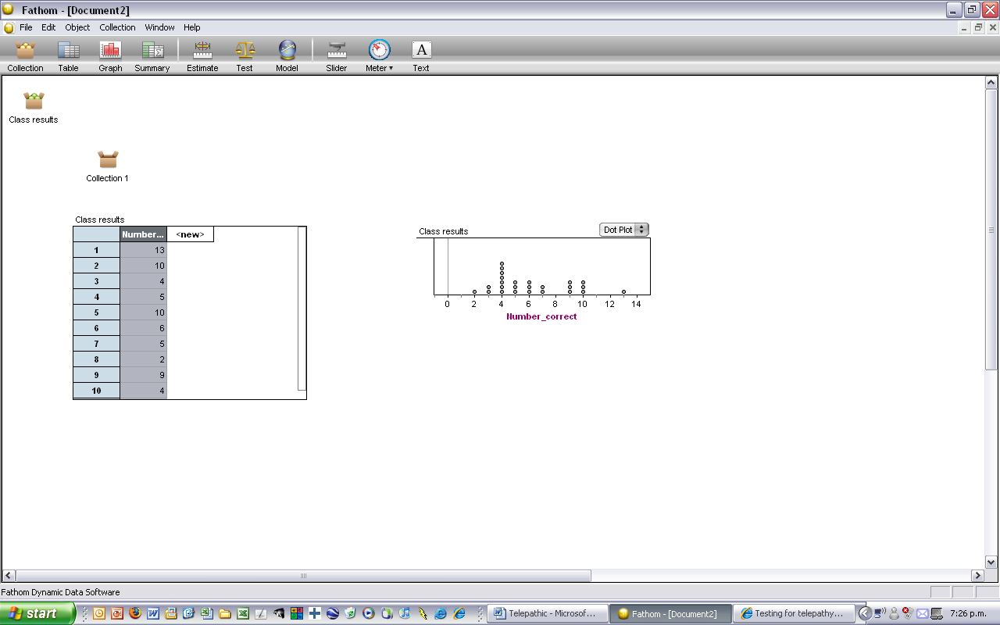 Fathom - [Document2]
File Edit Object Collection Window Help
Collection Table Graph Summary Estimate Test Model Slider Meter Text
Class results
Collection 1
Class results
Number... <new>
1 13
2 10
3 4
4 5
5 10
6 6
7 5
8 2
9 9
10 4
Class results Dot Plot
0 2 4 6 8 10 12 14
Number_correct
Fathom Dynamic Data Software
start Telepathic - Microsof... Fathom - [Document2] Testing for telepathy... 7:26 p.m.